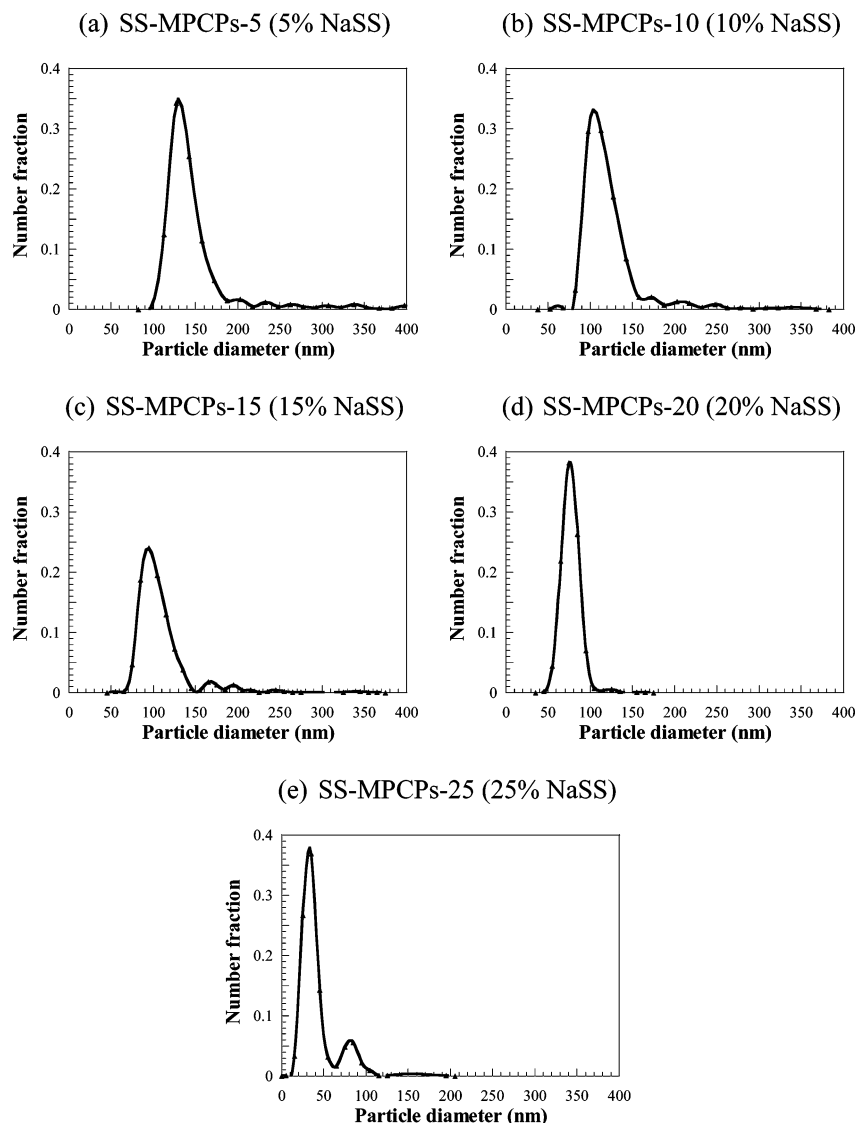 (a) SS-MPCPs-5 (5% NaSS)
Number fraction
0.4
0.3
0.2
0.1
0
0 50 100 150 200 250 300 350 400
Particle diameter (nm)
(b) SS-MPCPs-10 (10% NaSS)
Number fraction
0.4
0.3
0.2
0.1
0
0 50 100 150 200 250 300 350 400
Particle diameter (nm)
(c) SS-MPCPs-15 (15% NaSS)
Number fraction
0.4
0.3
0.2
0.1
0
0 50 100 150 200 250 300 350 400
Particle diameter (nm)
(d) SS-MPCPs-20 (20% NaSS)
Number fraction
0.4
0.3
0.2
0.1
0
0 50 100 150 200 250 300 350 400
Particle diameter (nm)
(e) SS-MPCPs-25 (25% NaSS)
Number fraction
0.4
0.3
0.2
0.1
0
0 50 100 150 200 250 300 350 400
Particle diameter (nm)